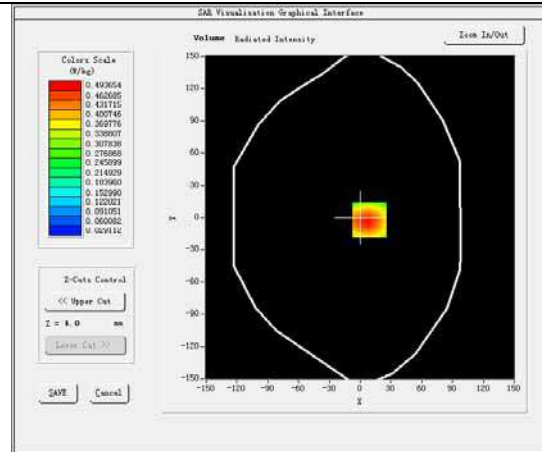 SAR Visualisation Graphical Interface
Volume Radiated Intensity
Zoom In/Out
Colors Scale
(W/kg)
0.493654
0.462685
0.431715
0.400746
0.369776
0.338807
0.307838
0.276868
0.245899
0.214929
0.183960
0.152990
0.122021
0.091051
0.060082
0.029112
150
120
90
60
30
0
-30
-60
-90
-120
-150
Y
-150 -120 -90 -60 -30 0 30 60 90 120 150
X
Z-Cuts Control
<< Upper Cut
Z = 4.0 mm
Lower Cut >>
SAVE Cancel